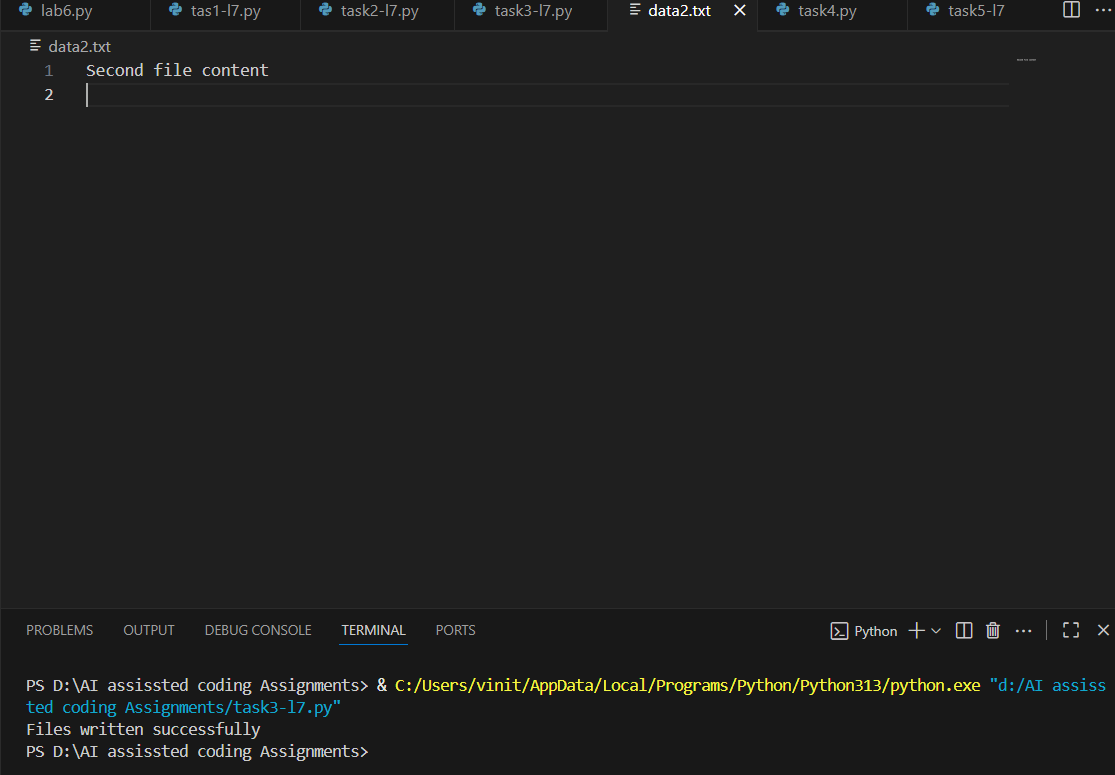 lab6.py tas1-l7.py task2-l7.py task3-l7.py data2.txt task4.py task5-l7
data2.txt
1 Second file content
2
PROBLEMS OUTPUT DEBUG CONSOLE TERMINAL PORTS Python
PS D:\AI assissted coding Assignments> & C:/Users/vinit/AppData/Local/Programs/Python/Python313/python.exe "d:/AI assiss
ted coding Assignments/task3-l7.py"
Files written successfully
PS D:\AI assissted coding Assignments>